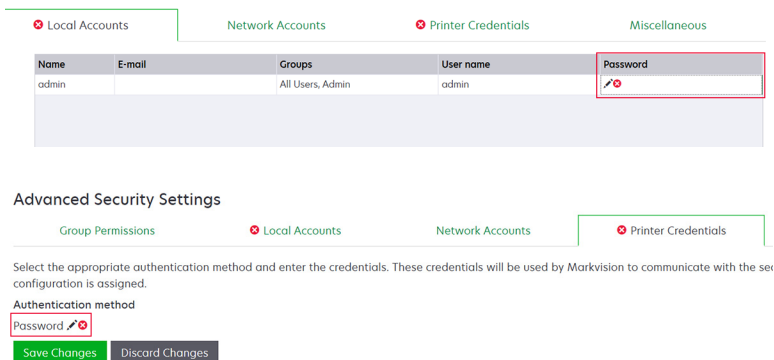 Local Accounts Network Accounts Printer Credentials Miscellaneous
Name E-mail Groups User name Password
admin All Users, Admin admin
Advanced Security Settings
Group Permissions Local Accounts Network Accounts Printer Credentials
Select the appropriate authentication method and enter the credentials. These credentials will be used by Markvision to communicate with the
configuration is assigned.
Authentication method
Password
Save Changes Discard Changes